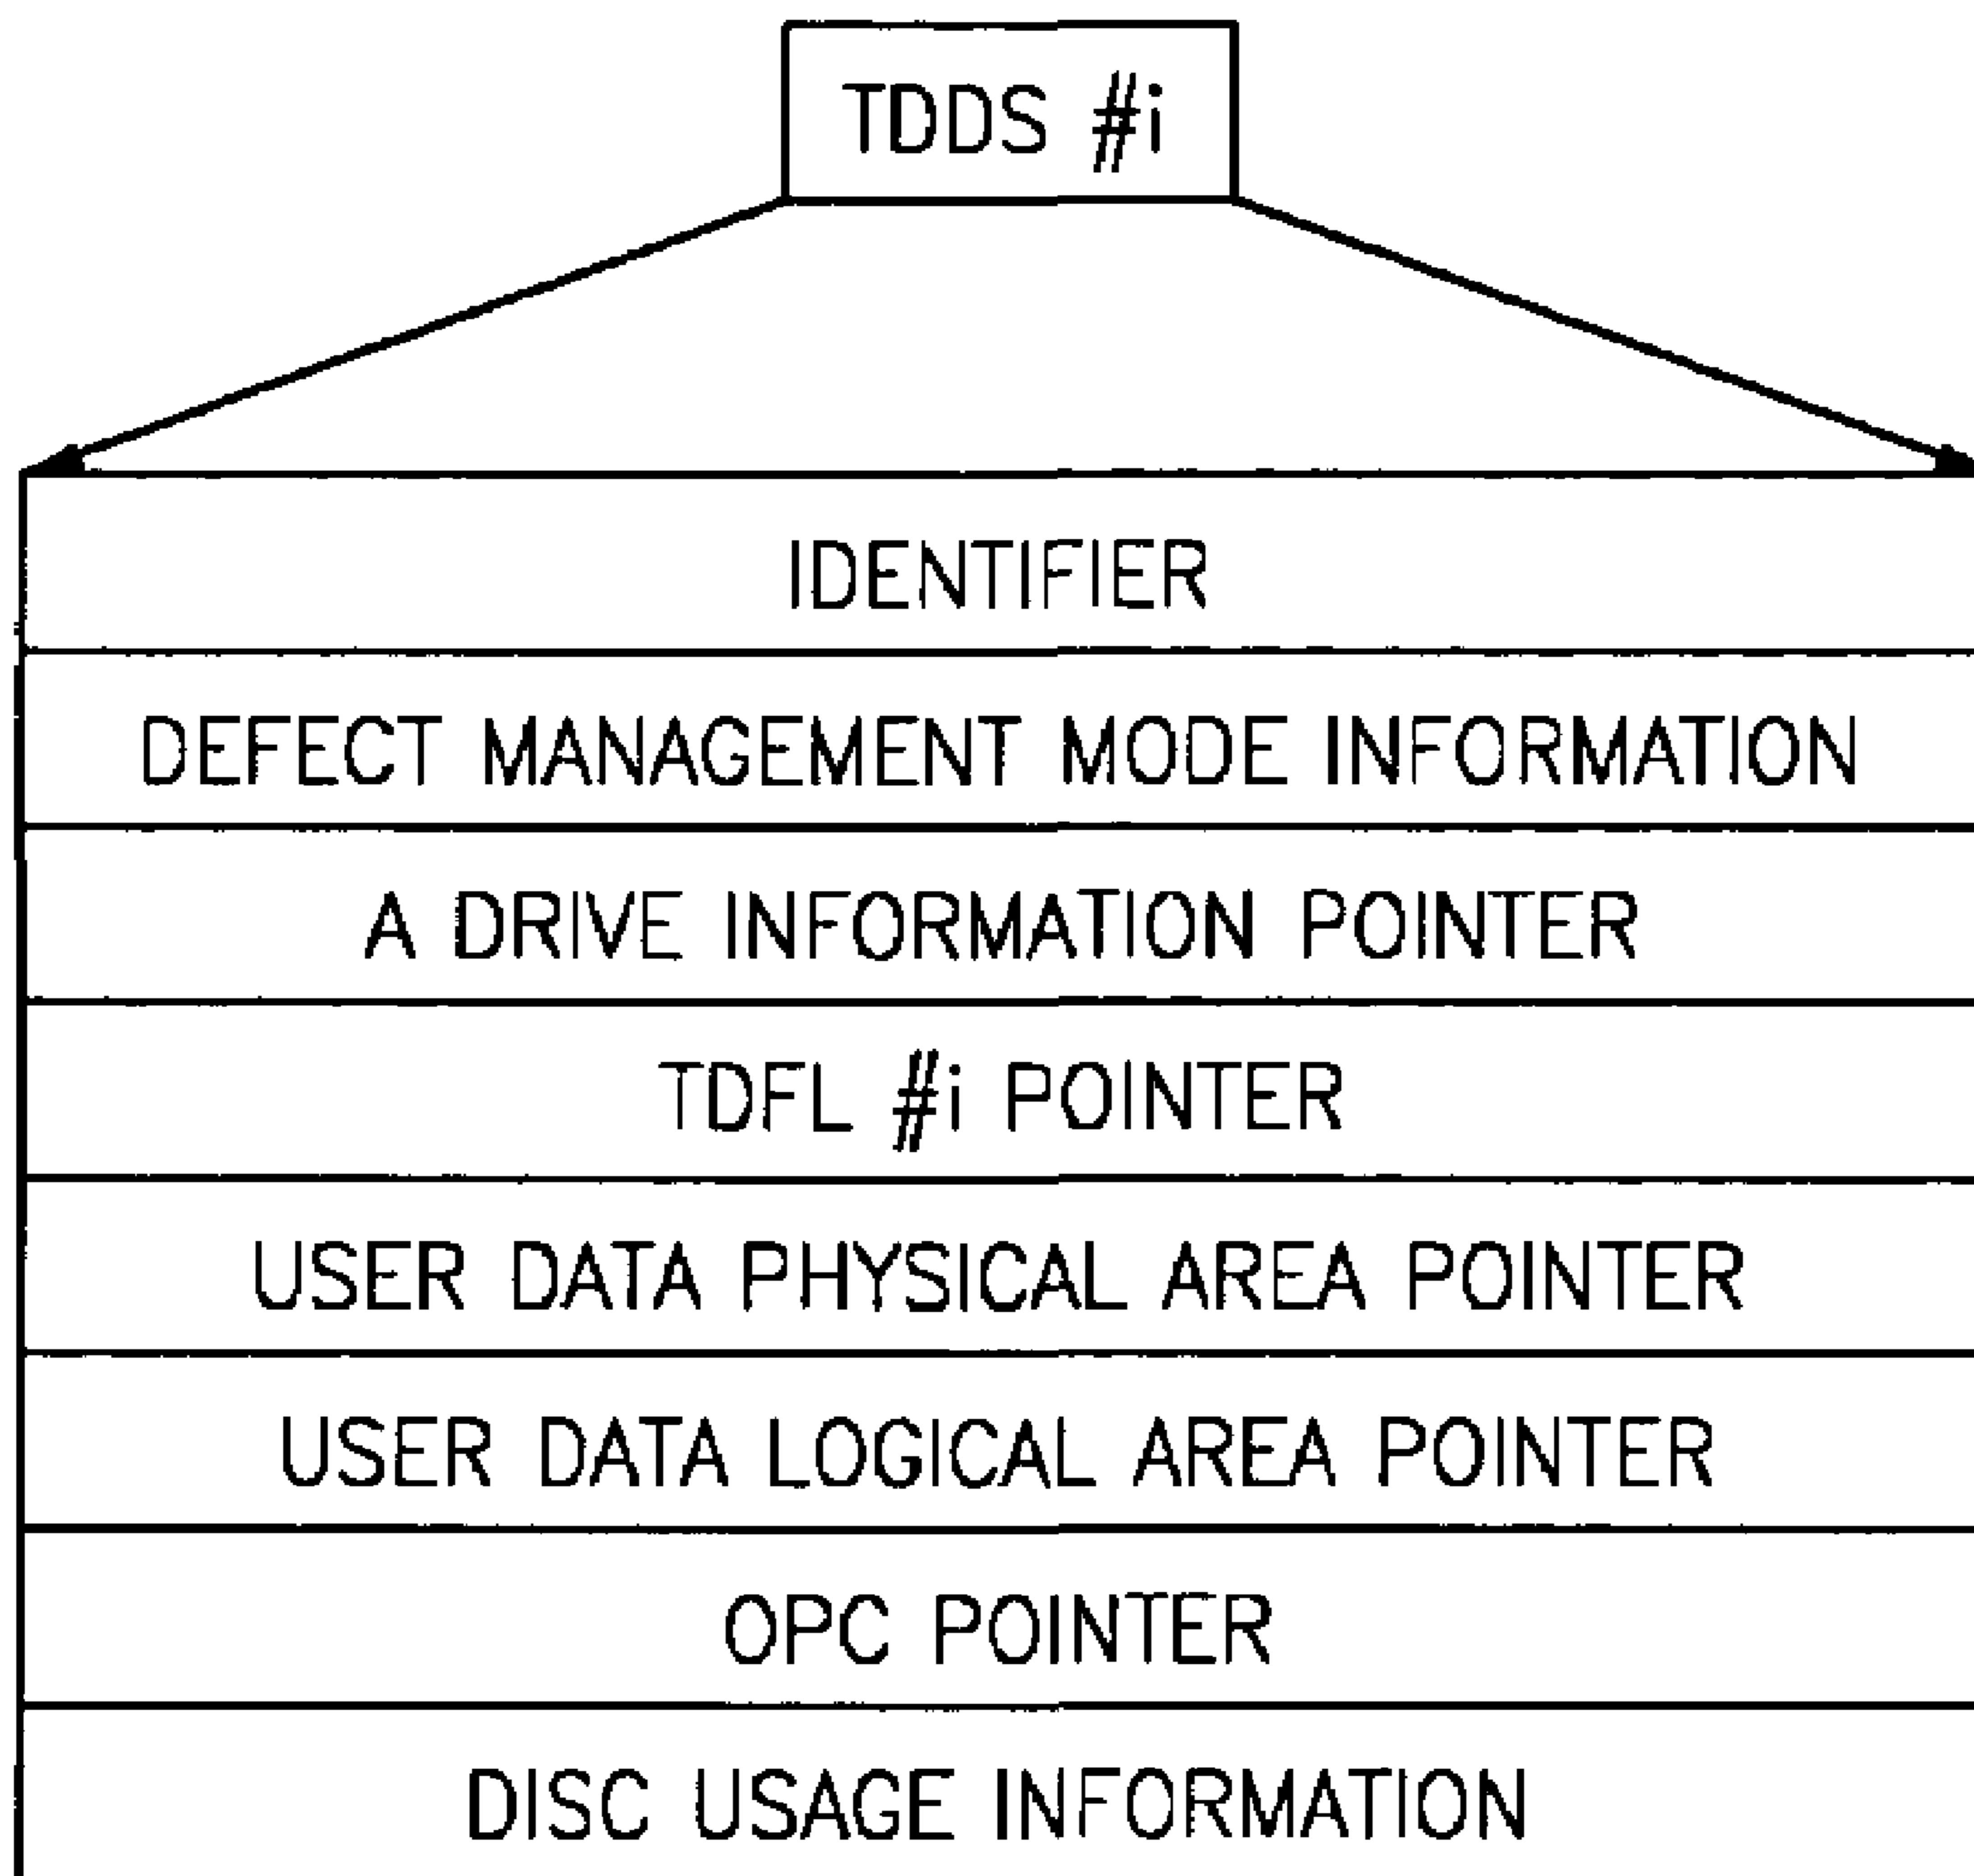 TDDS #i
IDENTIFIER
DEFECT MANAGEMENT MODE INFORMATION
A DRIVE INFORMATION POINTER
TDFL #i POINTER
USER DATA PHYSICAL AREA POINTER
USER DATA LOGICAL AREA POINTER
OPC POINTER
DISC USAGE INFORMATION